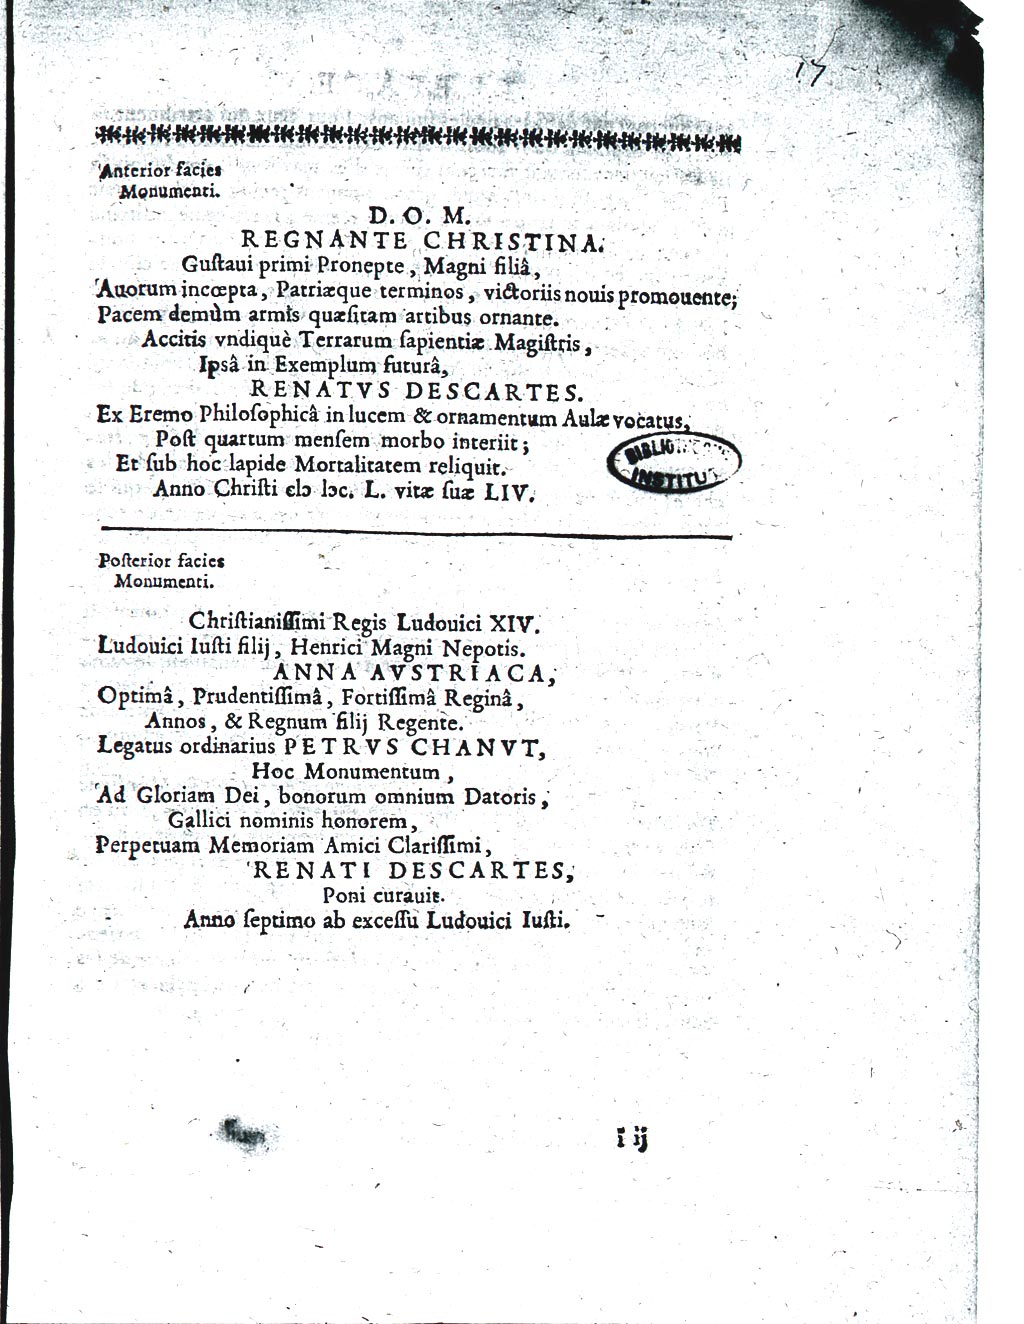 17
Anterior facies
Monumenti.
D. O. M.
REGNANTE CHRISTINA.
Guſtaui primi Pronepte, Magni filiâ,
Auorum incœpta, Patriæque terminos, victoriis nouis promouente;
Pacem demùm armis quæſitam artibus ornante.
Accitis vndiquè Terrarum ſapientiæ Magiſtris,
Ipsâ in Exemplum futurâ,
RENATVS DESCARTES.
Ex Eremo Philoſophicâ in lucem & ornamentum Aulæ vocatus,
Poſt quartum menſem morbo interiit;
Et ſub hoc lapide Mortalitatem reliquit.
Anno Chriſti cIↄ Iↄc. L. vitæ ſuæ LIV.
INSTITUT
Poſterior facies
Monumenti.
Chriſtianiſſimi Regis Ludouici XIV.
Ludouici Iuſti filij, Henrici Magni Nepotis.
ANNA AVSTRIACA,
Optimâ, Prudentiſſimâ, Fortiſſimâ Reginâ,
Annos, & Regnum filij Regente.
Legatus ordinarius PETRVS CHANVT,
Hoc Monumentum,
Ad Gloriam Dei, bonorum omnium Datoris,
Gallici nominis honorem,
Perpetuam Memoriam Amici Clariſſimi,
RENATI DESCARTES,
Poni curauit.
Anno ſeptimo ab exceſſu Ludouici Iuſti.
i ij